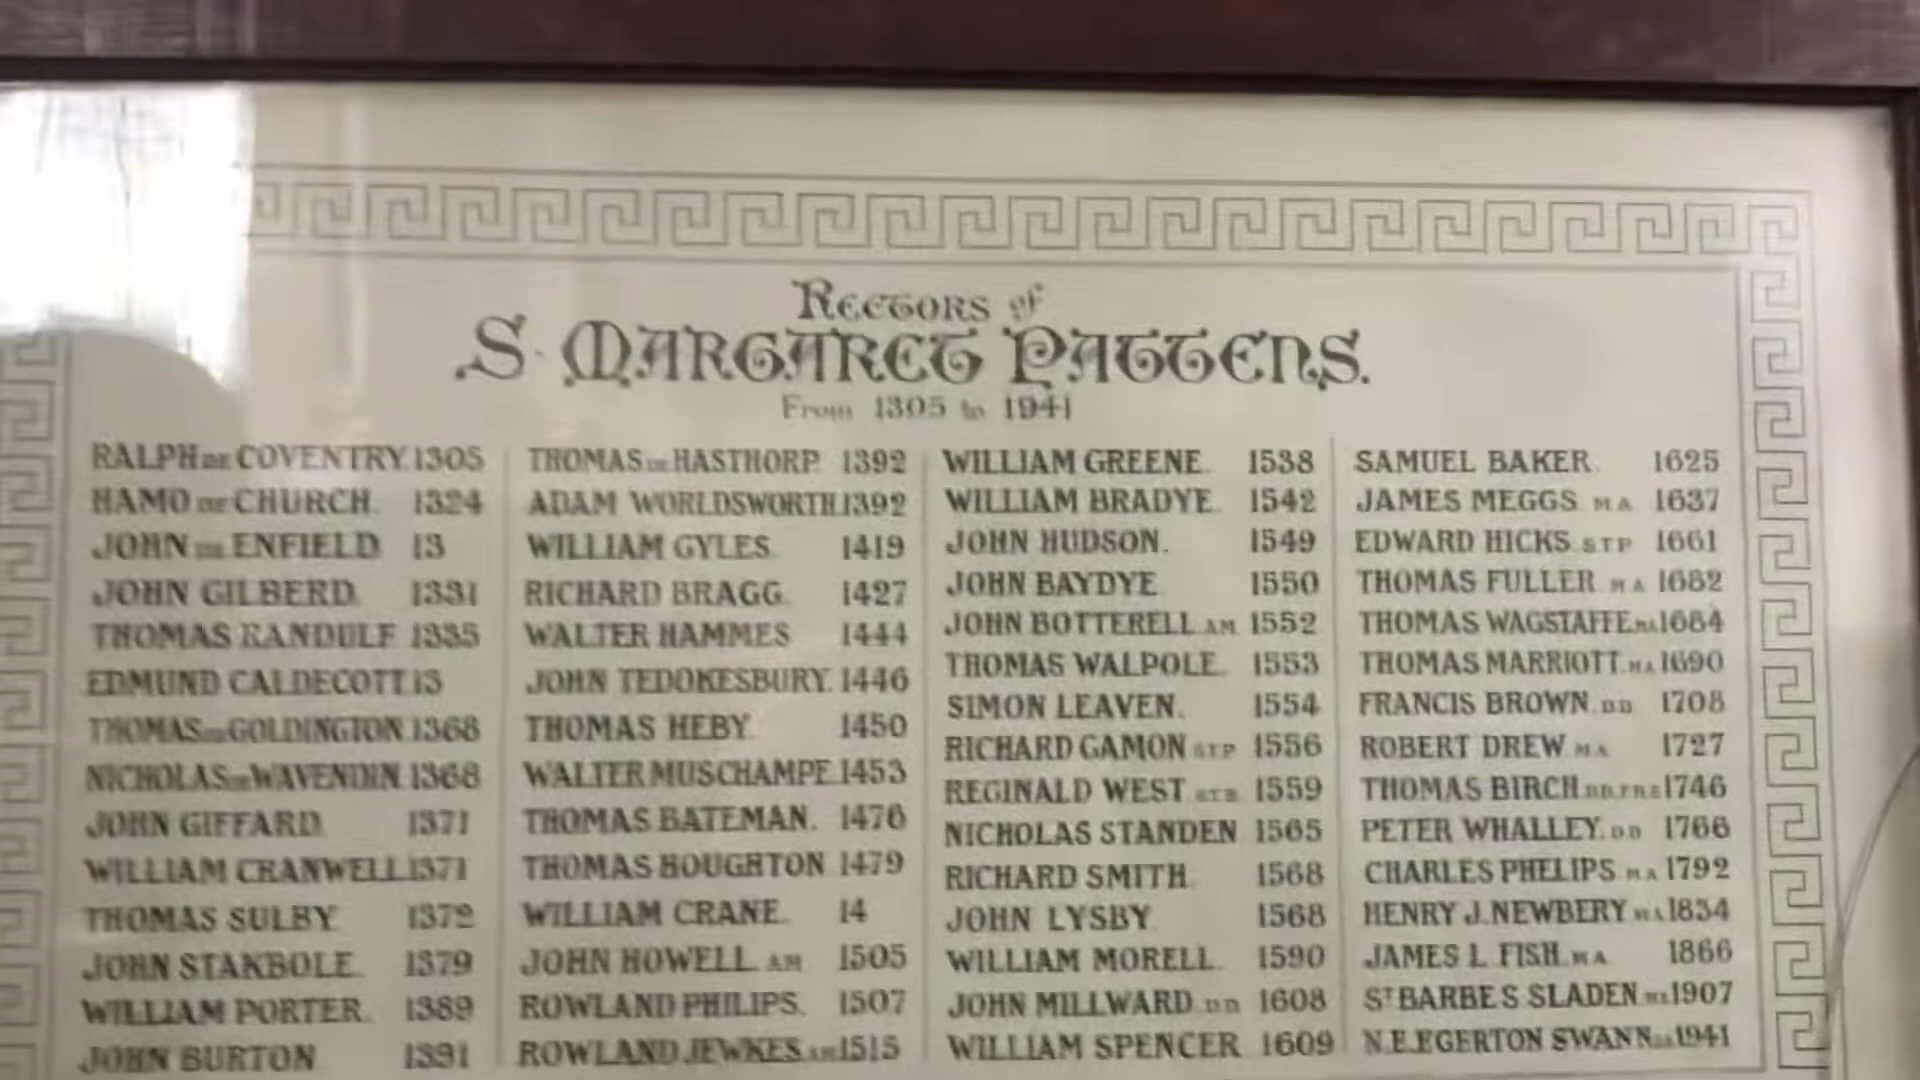 RECTORS of
S. MARGARET PATTENS.
From 1305 to 1941
RALPH DE COVENTRY. 1305
HAMO DE CHURCH. 1324
JOHN DE ENFIELD 13
JOHN GILBERD. 1331
THOMAS RANDULF 1335
EDMUND CALDECOTT 13
THOMAS DE GOLDINGTON. 1368
NICHOLAS DE WAVENDIN. 1368
JOHN GIFFARD. 1371
WILLIAM CRANWELL. 1371
THOMAS SULBY. 1372
JOHN STAKBOLE. 1379
WILLIAM PORTER. 1389
JOHN BURTON 1391
THOMAS DE HASTHORP. 1392
ADAM WORLDSWORTH. 1392
WILLIAM GYLES. 1419
RICHARD BRAGG. 1427
WALTER HAMMES 1444
JOHN TEDOKESBURY. 1446
THOMAS HEBY. 1450
WALTER MUSCHAMPE. 1453
THOMAS BATEMAN. 1476
THOMAS HOUGHTON 1479
WILLIAM CRANE. 14
JOHN HOWELL. AM 1505
ROWLAND PHILIPS. 1507
ROWLAND JEWKES. AM 1515
WILLIAM GREENE. 1538
WILLIAM BRADYE. 1542
JOHN HUDSON. 1549
JOHN BAYDYE 1550
JOHN BOTTERELL. AM 1552
THOMAS WALPOLE. 1553
SIMON LEAVEN. 1554
RICHARD GAMON STP 1556
REGINALD WEST STB 1559
NICHOLAS STANDEN 1565
RICHARD SMITH. 1568
JOHN LYSBY. 1568
WILLIAM MORELL. 1590
JOHN MILLWARD. DD 1608
WILLIAM SPENCER 1609
SAMUEL BAKER. 1625
JAMES MEGGS MA 1637
EDWARD HICKS. STP 1661
THOMAS FULLER. MA 1682
THOMAS WAGSTAFFE. MA 1684
THOMAS MARRIOTT. MA 1690
FRANCIS BROWN. DD 1708
ROBERT DREW. MA 1727
THOMAS BIRCH. DD. FRS 1746
PETER WHALLEY. DD 1766
CHARLES PHELIPS MA 1792
HENRY J. NEWBERY MA 1834
JAMES L. FISH. MA 1866
ST BARBE S SLADEN MA 1907
N.E. EGERTON SWANN. 1941